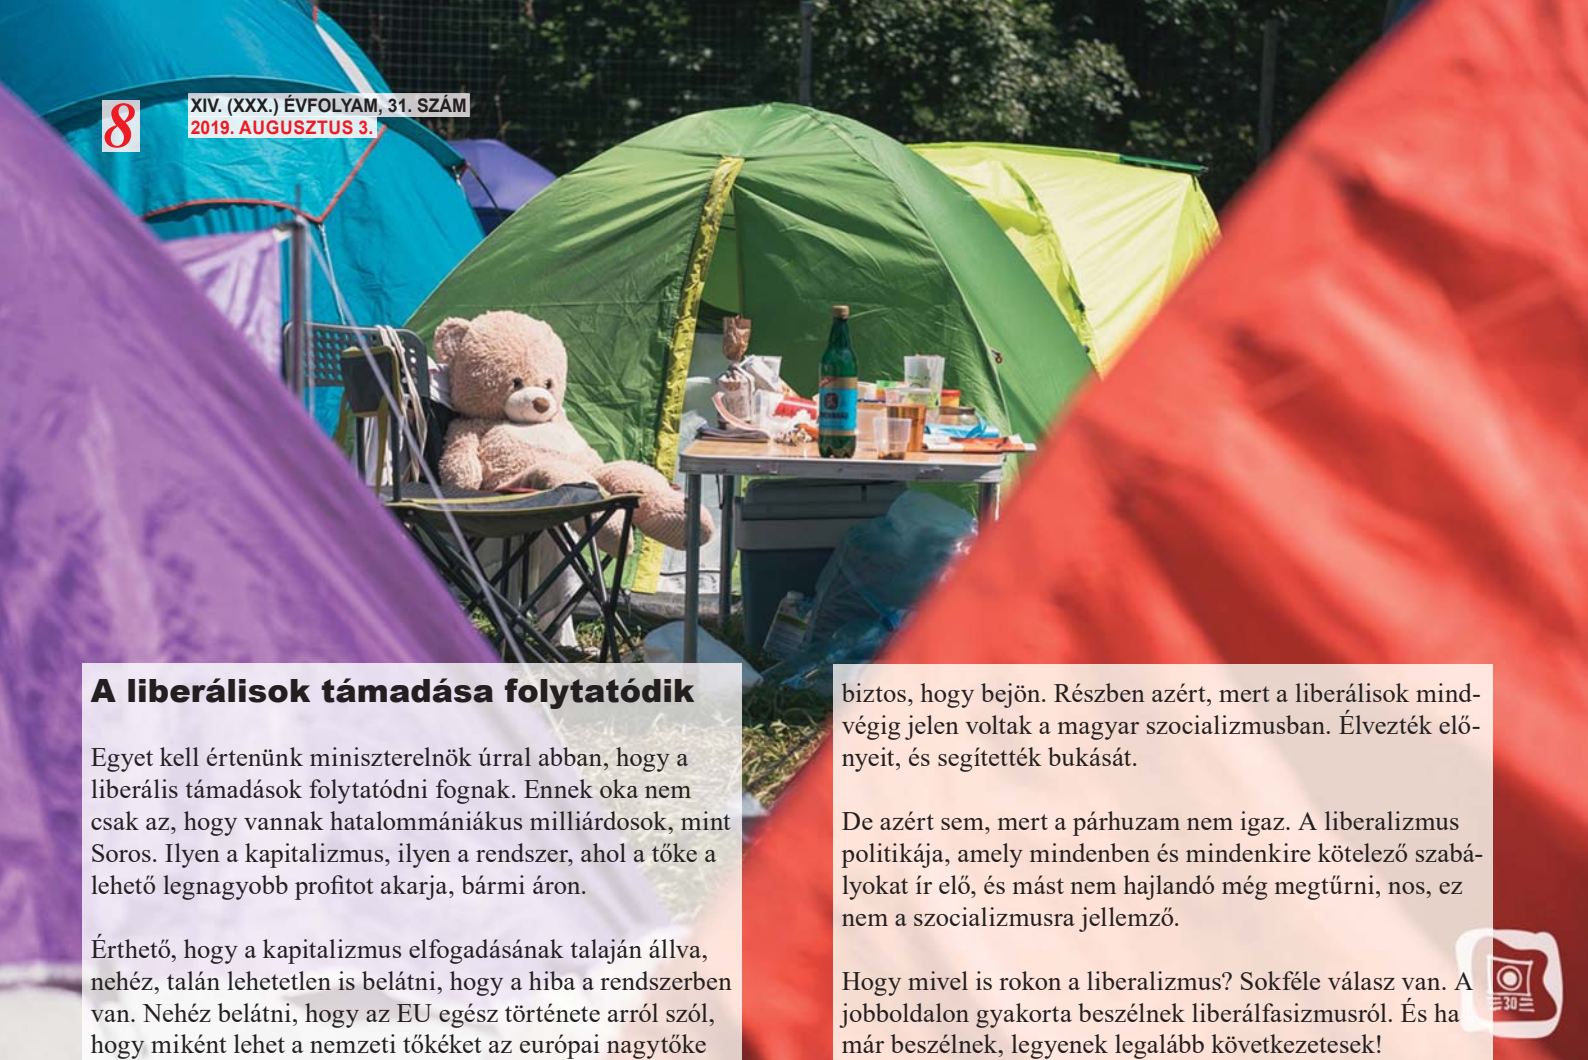 8
XIV. (XXX.) ÉVFOLYAM, 31. SZÁM
2019. AUGUSZTUS 3.
A liberálisok támadása folytatódik
Egyet kell értenünk miniszterelnök úrral abban, hogy a
liberális támadások folytatódni fognak. Ennek oka nem
csak az, hogy vannak hatalommániákus milliárdosok, mint
Soros. Ilyen a kapitalizmus, ilyen a rendszer, ahol a tőke a
lehető legnagyobb profitot akarja, bármi áron.
Érthető, hogy a kapitalizmus elfogadásának talaján állva,
nehéz, talán lehetetlen is belátni, hogy a hiba a rendszerben
van. Nehéz belátni, hogy az EU egész története arról szól,
hogy miként lehet a nemzeti tőkéket az európai nagytőke
biztos, hogy bejön. Részben azért, mert a liberálisok mind-
végig jelen voltak a magyar szocializmusban. Élvezték elő-
nyeit, és segítették bukását.
De azért sem, mert a párhuzam nem igaz. A liberalizmus
politikája, amely mindenben és mindenkire kötelező szabá-
lyokat ír elő, és mást nem hajlandó még megtűrni, nos, ez
nem a szocializmusra jellemző.
Hogy mivel is rokon a liberalizmus? Sokféle válasz van. A
jobboldalon gyakorta beszélnek liberálfasizmusról. És ha
már beszélnek, legyenek legalább következetesek!
30